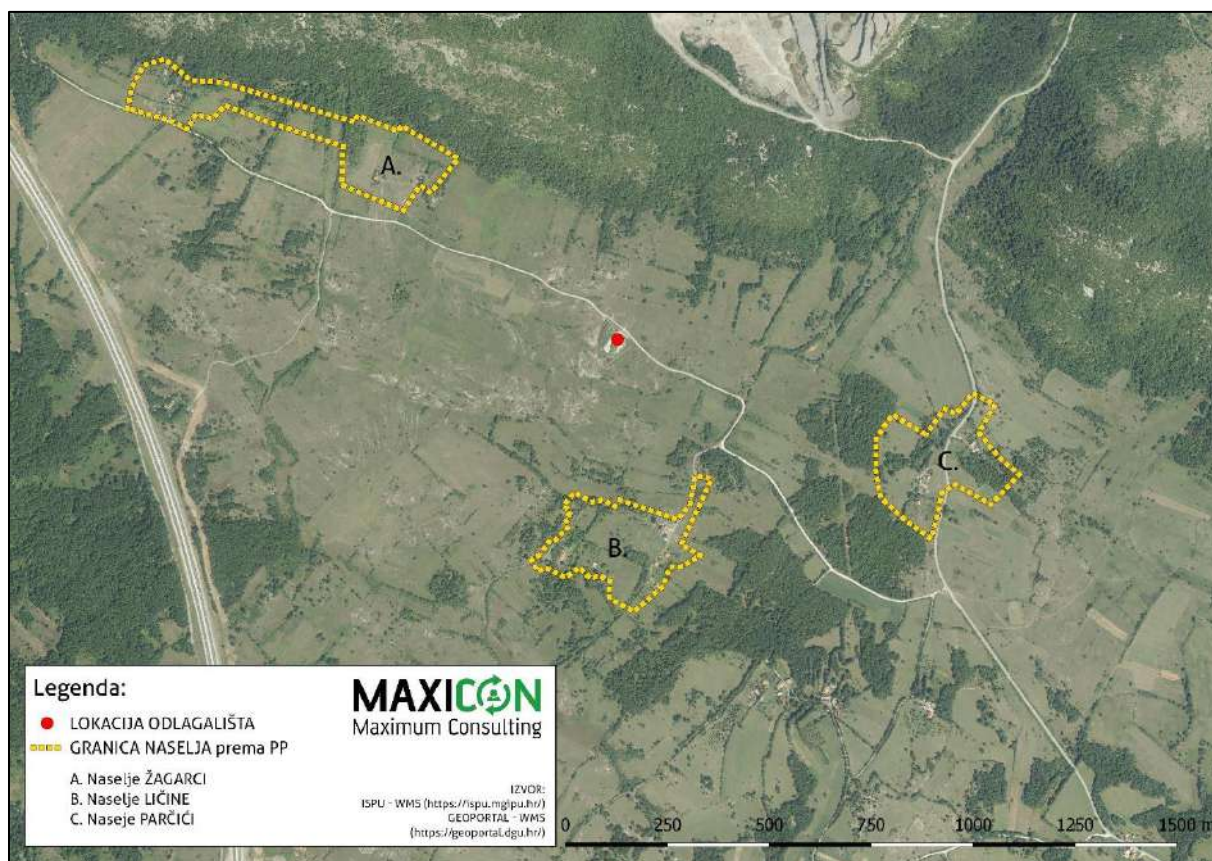 A.
C.
B.
Legenda:
LOKACIJA ODLAGALIŠTA
GRANICA NASELJA prema PP
A. Naselje ŽAGARCI
B. Naselje LIČINE
C. Naseje PARČIĆI
MAXICON
Maximum Consulting
IZVOR:
ISPU - WMS (https://ispu.mgipu.hr/)
GEOPORTAL - WMS
(https://geoportal.dgu.hr/)
0 250 500 750 1000 1250 1500 m